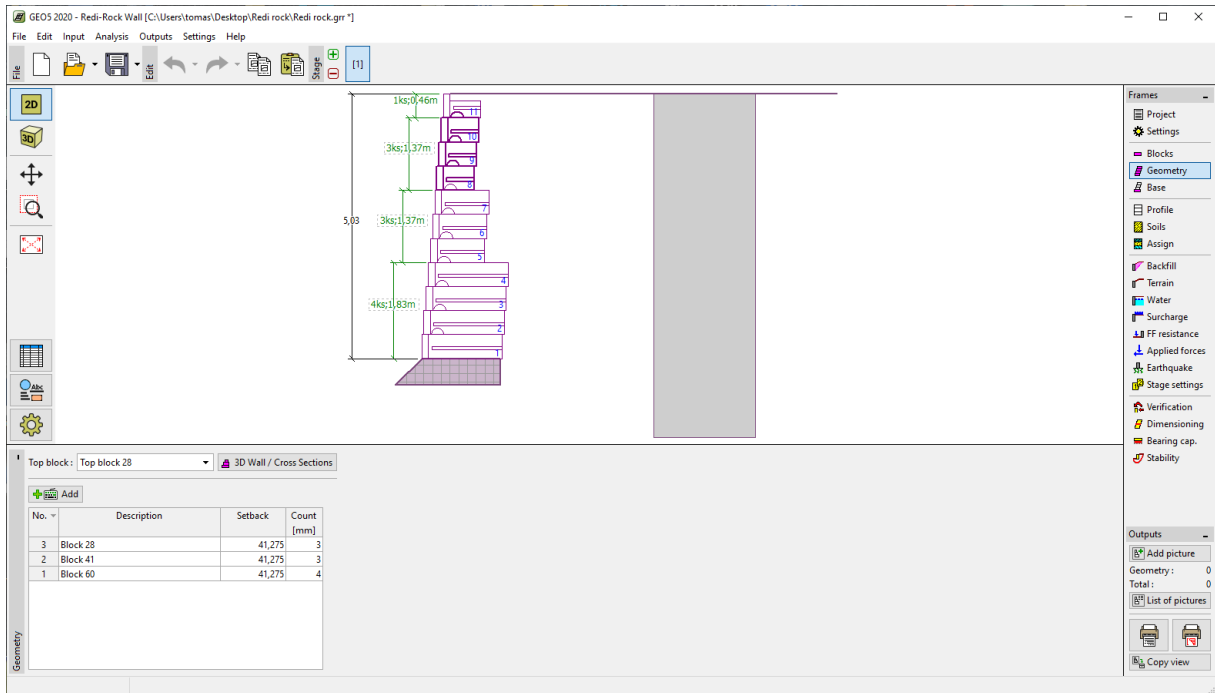 GEO5 2020 - Redi-Rock Wall [C:\Users\tomas\Desktop\Redi rock\Redi rock.grr *]
File Edit Input Analysis Outputs Settings Help
File
Edit
Stage
[1]
2D
3D
Abc
1ks;0,46m
3ks;1,37m
5,03
3ks;1,37m
4ks;1,83m
11
10
9
8
7
6
5
4
3
2
1
Frames
Project
Settings
Blocks
Geometry
Base
Profile
Soils
Assign
Backfill
Terrain
Water
Surcharge
FF resistance
Applied forces
Earthquake
Stage settings
Verification
Dimensioning
Bearing cap.
Stability
Geometry
Top block : Top block 28
3D Wall / Cross Sections
Add
No. Description Setback Count
[mm]
3 Block 28 41,275 3
2 Block 41 41,275 3
1 Block 60 41,275 4
Outputs
Add picture
Geometry : 0
Total : 0
List of pictures
Copy view